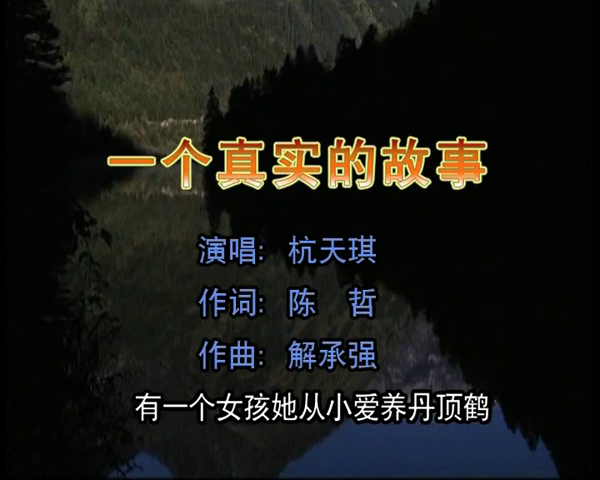 一个真实的故事
演唱: 杭天琪
作词: 陈　哲
作曲: 解承强
有一个女孩她从小爱养丹顶鹤